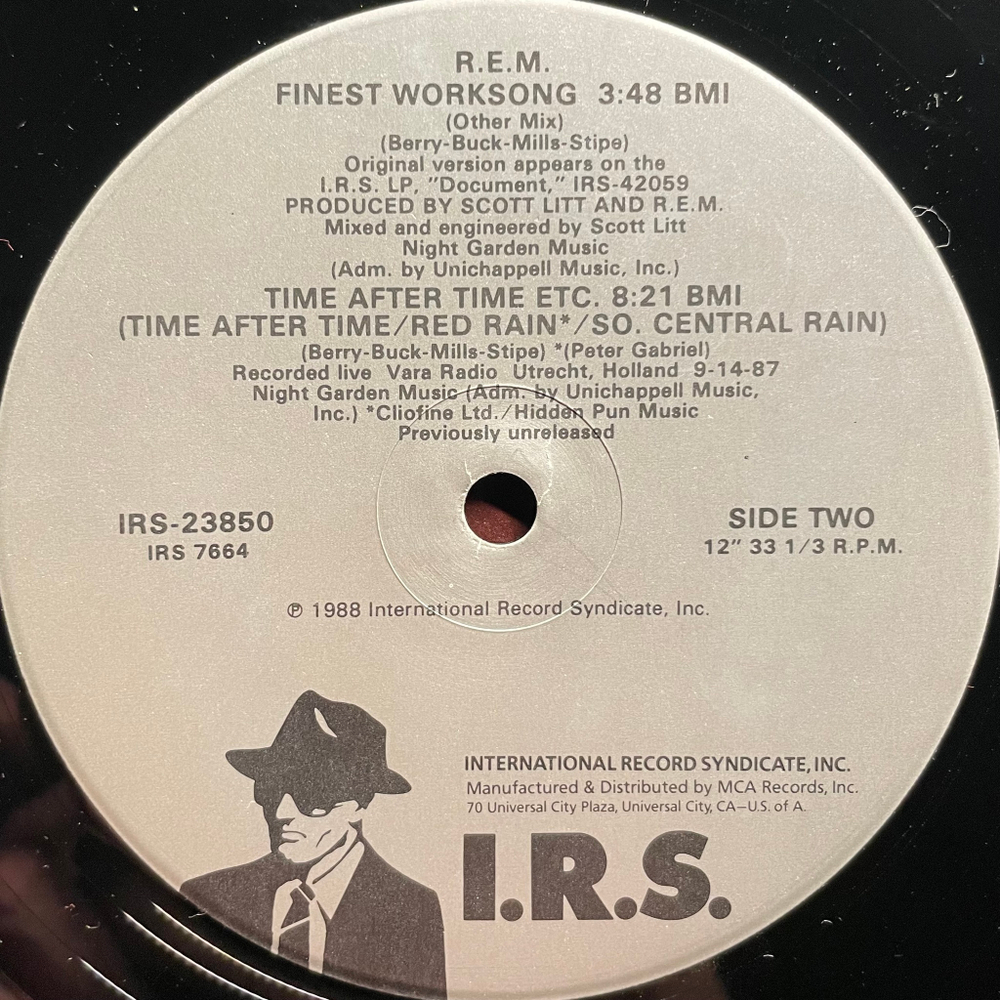 R.E.M.
FINEST WORKSONG 3:48 BMI
(Other Mix)
(Berry-Buck-Mills-Stipe)
Original version appears on the
I.R.S. LP, "Document," IRS-42059
PRODUCED BY SCOTT LITT AND R.E.M.
Mixed and engineered by Scott Litt
Night Garden Music
(Adm. by Unichappell Music, Inc.)
TIME AFTER TIME ETC. 8:21 BMI
(TIME AFTER TIME/RED RAIN*/SO. CENTRAL RAIN)
(Berry-Buck-Mills-Stipe) *(Peter Gabriel)
Recorded live Vara Radio Utrecht, Holland 9-14-87
Night Garden Music (Adm. by Unichappell Music,
Inc.) *Cliofine Ltd./Hidden Pun Music
Previously unreleased
IRS-23850
IRS 7664
SIDE TWO
12" 33 1/3 R.P.M.
℗ 1988 International Record Syndicate, Inc.
INTERNATIONAL RECORD SYNDICATE, INC.
Manufactured & Distributed by MCA Records, Inc.
70 Universal City Plaza, Universal City, CA—U.S. of A.
I.R.S.